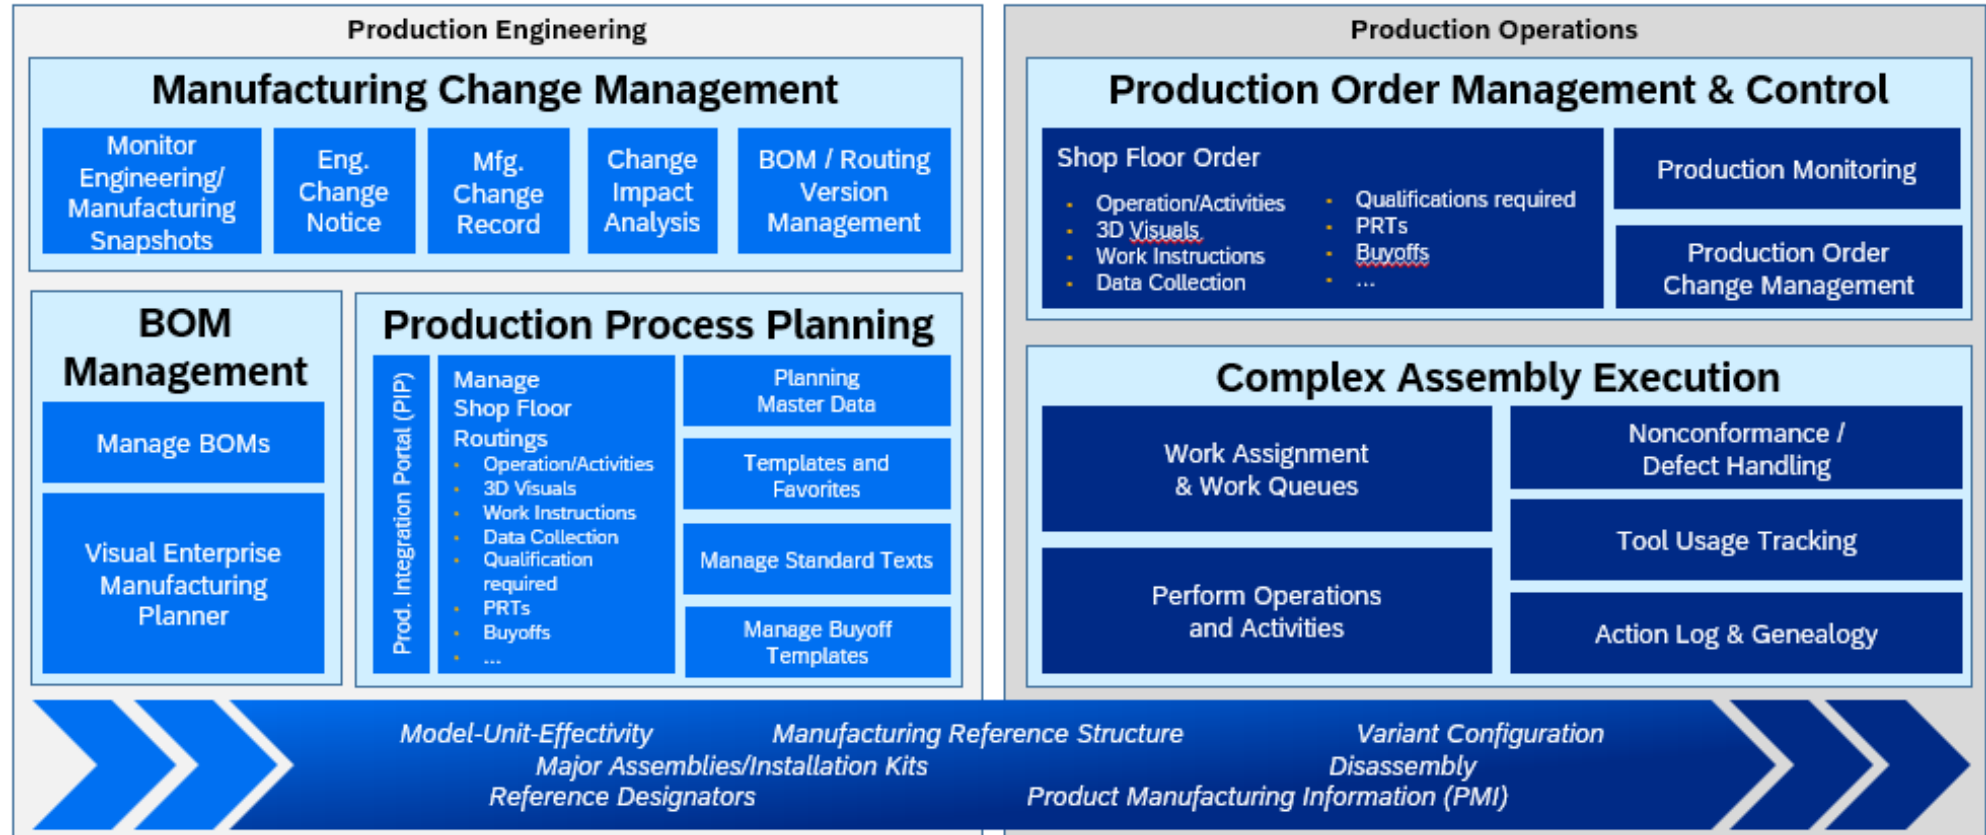 Production Engineering
Manufacturing Change Management
Monitor
Engineering/
Manufacturing
Snapshots
Eng.
Change
Notice
Mfg.
Change
Record
Change
Impact
Analysis
BOM / Routing
Version
Management
BOM
Management
Manage BOMs
Visual Enterprise
Manufacturing
Planner
Production Process Planning
Prod. Integration Portal (PIP)
Manage
Shop Floor
Routings
Operation/Activities
3D Visuals
Work Instructions
Data Collection
Qualification
required
PRTs
Buyoffs
...
Planning
Master Data
Templates and
Favorites
Manage Standard Texts
Manage Buyoff
Templates
Production Operations
Production Order Management & Control
Shop Floor Order
Operation/Activities
3D Visuals
Work Instructions
Data Collection
Qualifications required
PRTs
Buyoffs
...
Production Monitoring
Production Order
Change Management
Complex Assembly Execution
Work Assignment
& Work Queues
Perform Operations
and Activities
Nonconformance /
Defect Handling
Tool Usage Tracking
Action Log & Genealogy
Model-Unit-Effectivity
Manufacturing Reference Structure
Variant Configuration
Major Assemblies/Installation Kits
Disassembly
Reference Designators
Product Manufacturing Information (PMI)